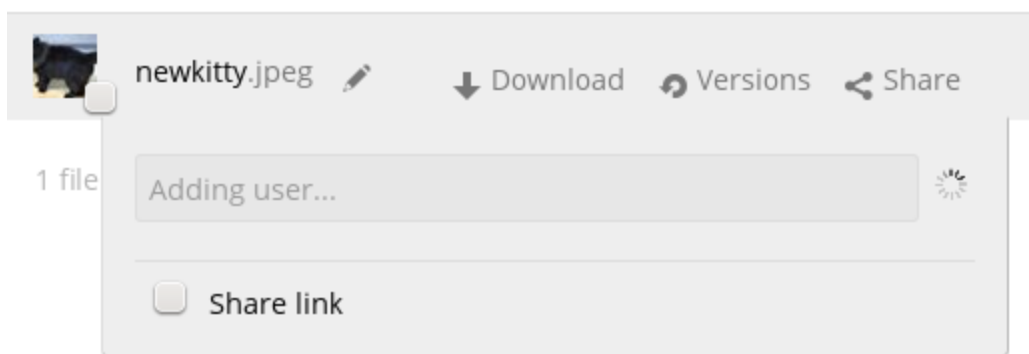 newkitty.jpeg Download Versions Share
1 file Adding user...
Share link